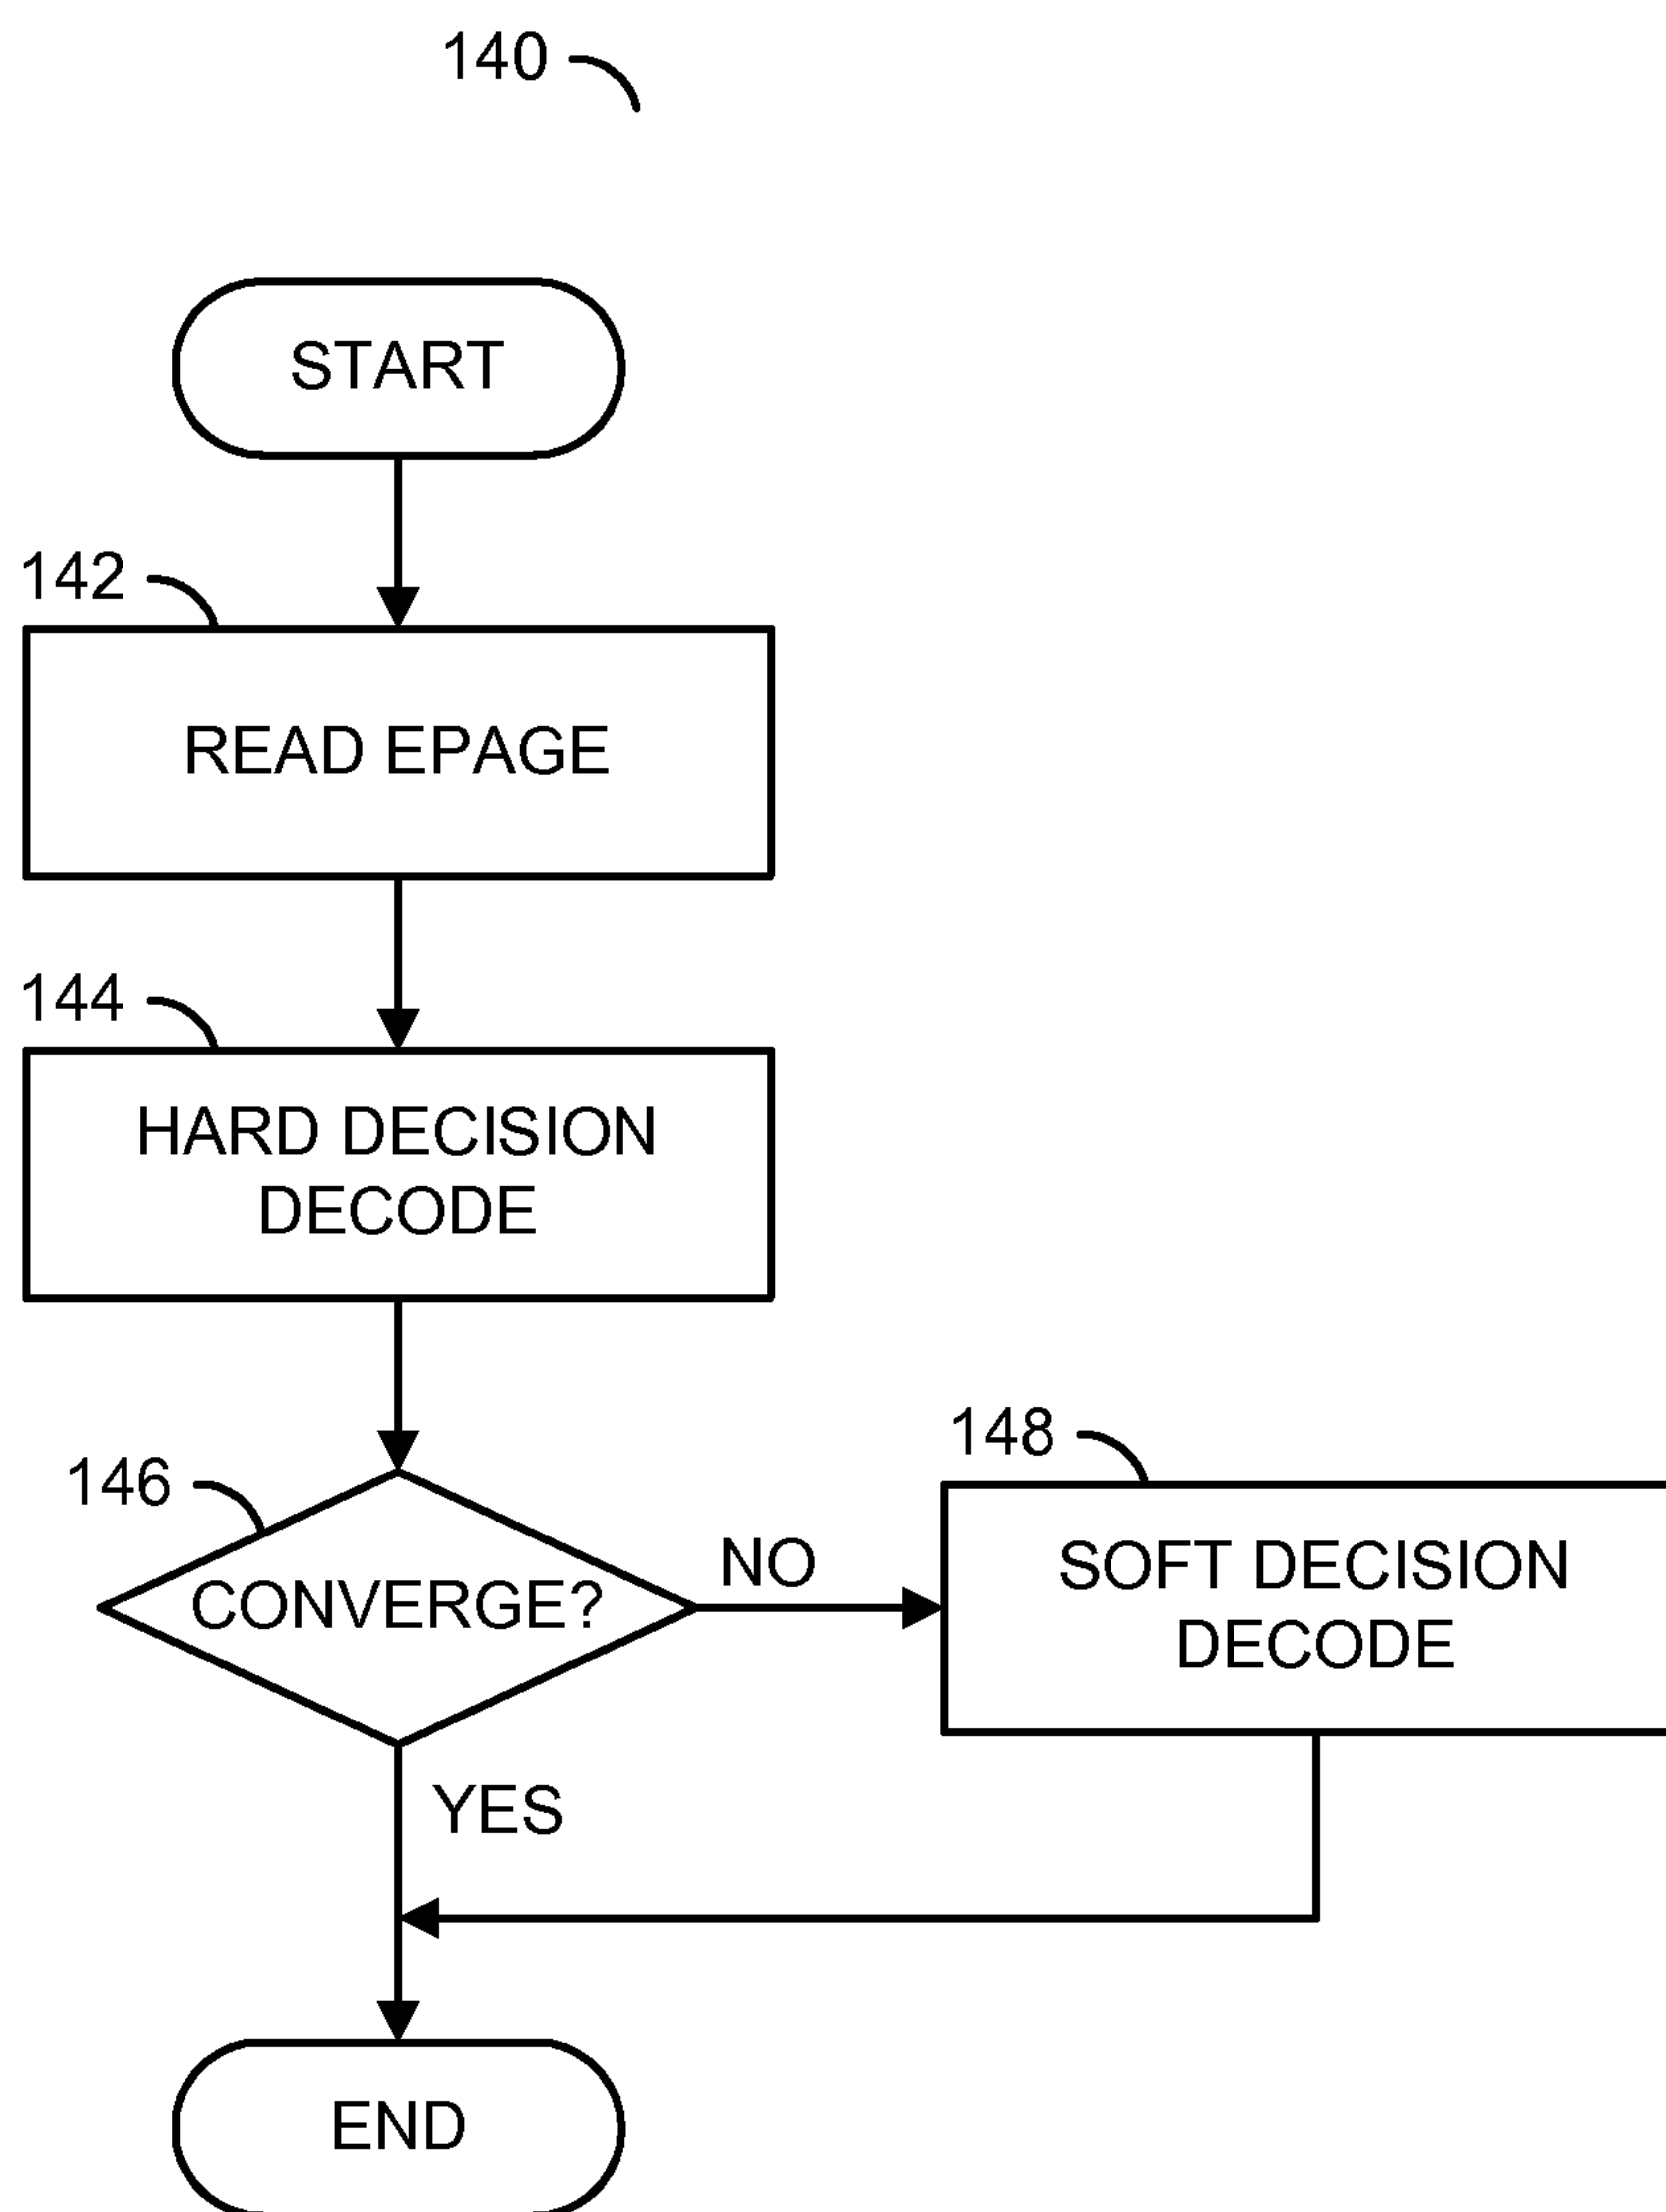 140
START
142
READ EPAGE
144
HARD DECISION
DECODE
146
CONVERGE?
NO
148
SOFT DECISION
DECODE
YES
END